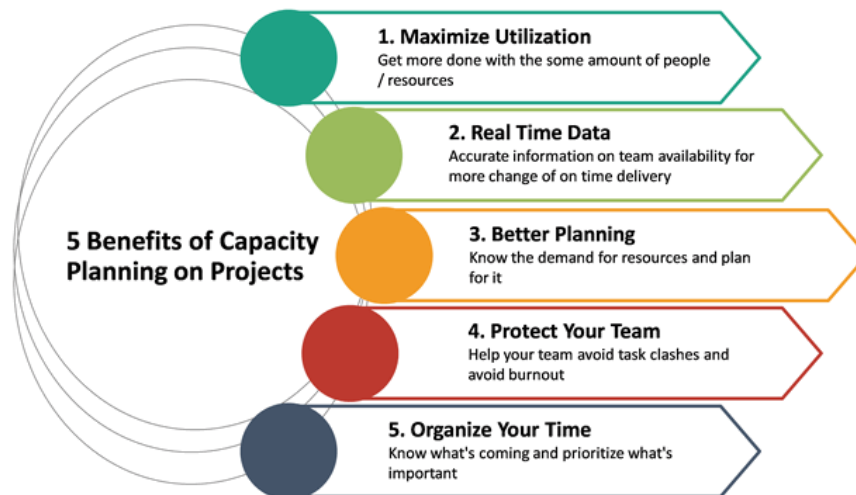 5 Benefits of Capacity
Planning on Projects
1. Maximize Utilization
Get more done with the some amount of people
/ resources
2. Real Time Data
Accurate information on team availability for
more change of on time delivery
3. Better Planning
Know the demand for resources and plan
for it
4. Protect Your Team
Help your team avoid task clashes and
avoid burnout
5. Organize Your Time
Know what's coming and prioritize what's
important